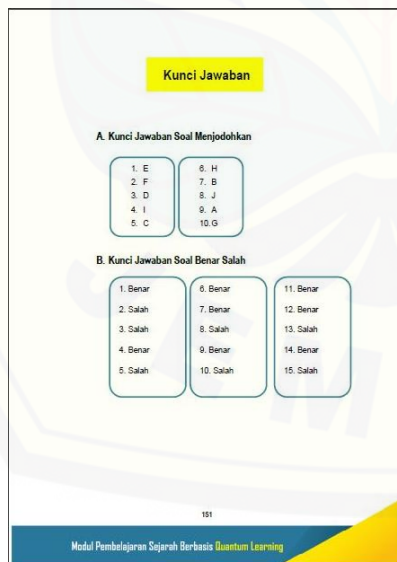 Kunci Jawaban
A. Kunci Jawaban Soal Menjodohkan
1. E
2. F
3. D
4. I
5. C
6. H
7. B
8. J
9. A
10.G
B. Kunci Jawaban Soal Benar Salah
1. Benar
2. Salah
3. Salah
4. Benar
5. Salah
6. Benar
7. Benar
8. Salah
9. Benar
10. Salah
11. Benar
12. Benar
13. Salah
14. Benar
15. Salah
151
Modul Pembelajaran Sejarah Berbasis Quantum Learning